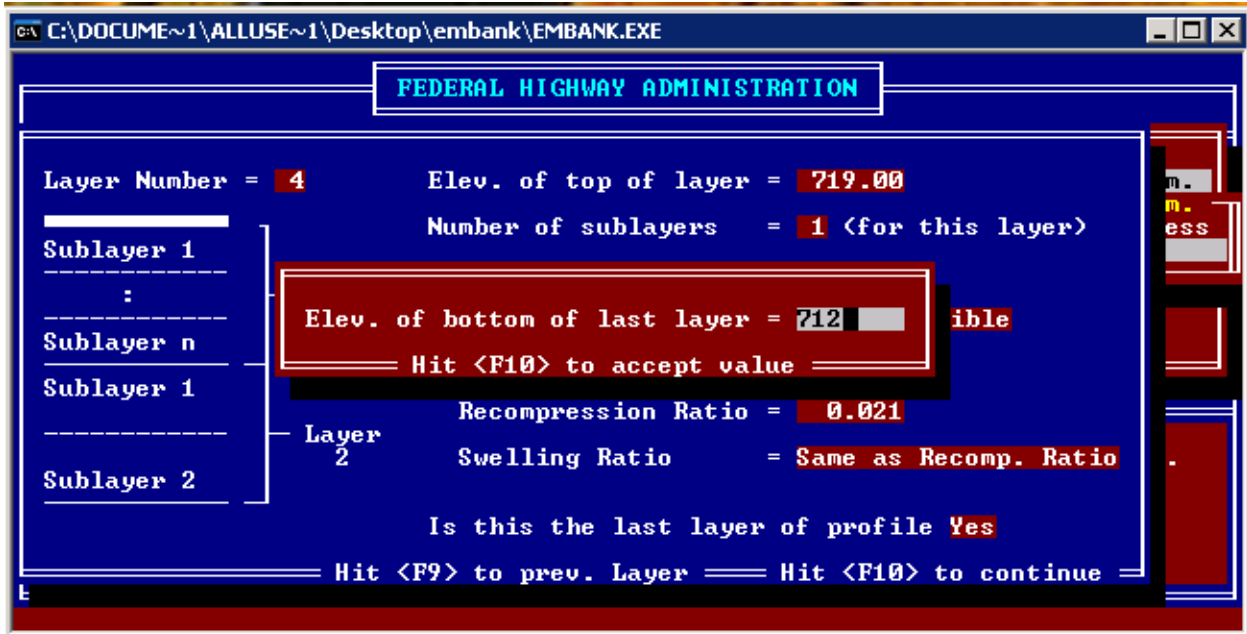 C:\DOCUME~1\ALLUSE~1\Desktop\embank\EMBANK.EXE
FEDERAL HIGHWAY ADMINISTRATION
Layer Number = 4 Elev. of top of layer = 719.00
Number of sublayers = 1 (for this layer)
Sublayer 1
:
Sublayer n
Elev. of bottom of last layer = 712
ible
Hit <F10> to accept value
Sublayer 1
Recompression Ratio = 0.021
Layer
2
Swelling Ratio = Same as Recomp. Ratio
Sublayer 2
Is this the last layer of profile Yes
Hit <F9> to prev. Layer Hit <F10> to continue
m.
m.
ess
.